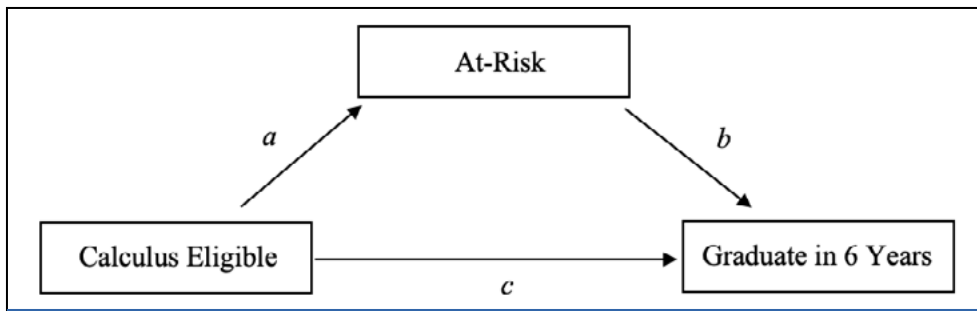 At-Risk
a
b
Calculus Eligible
Graduate in 6 Years
c